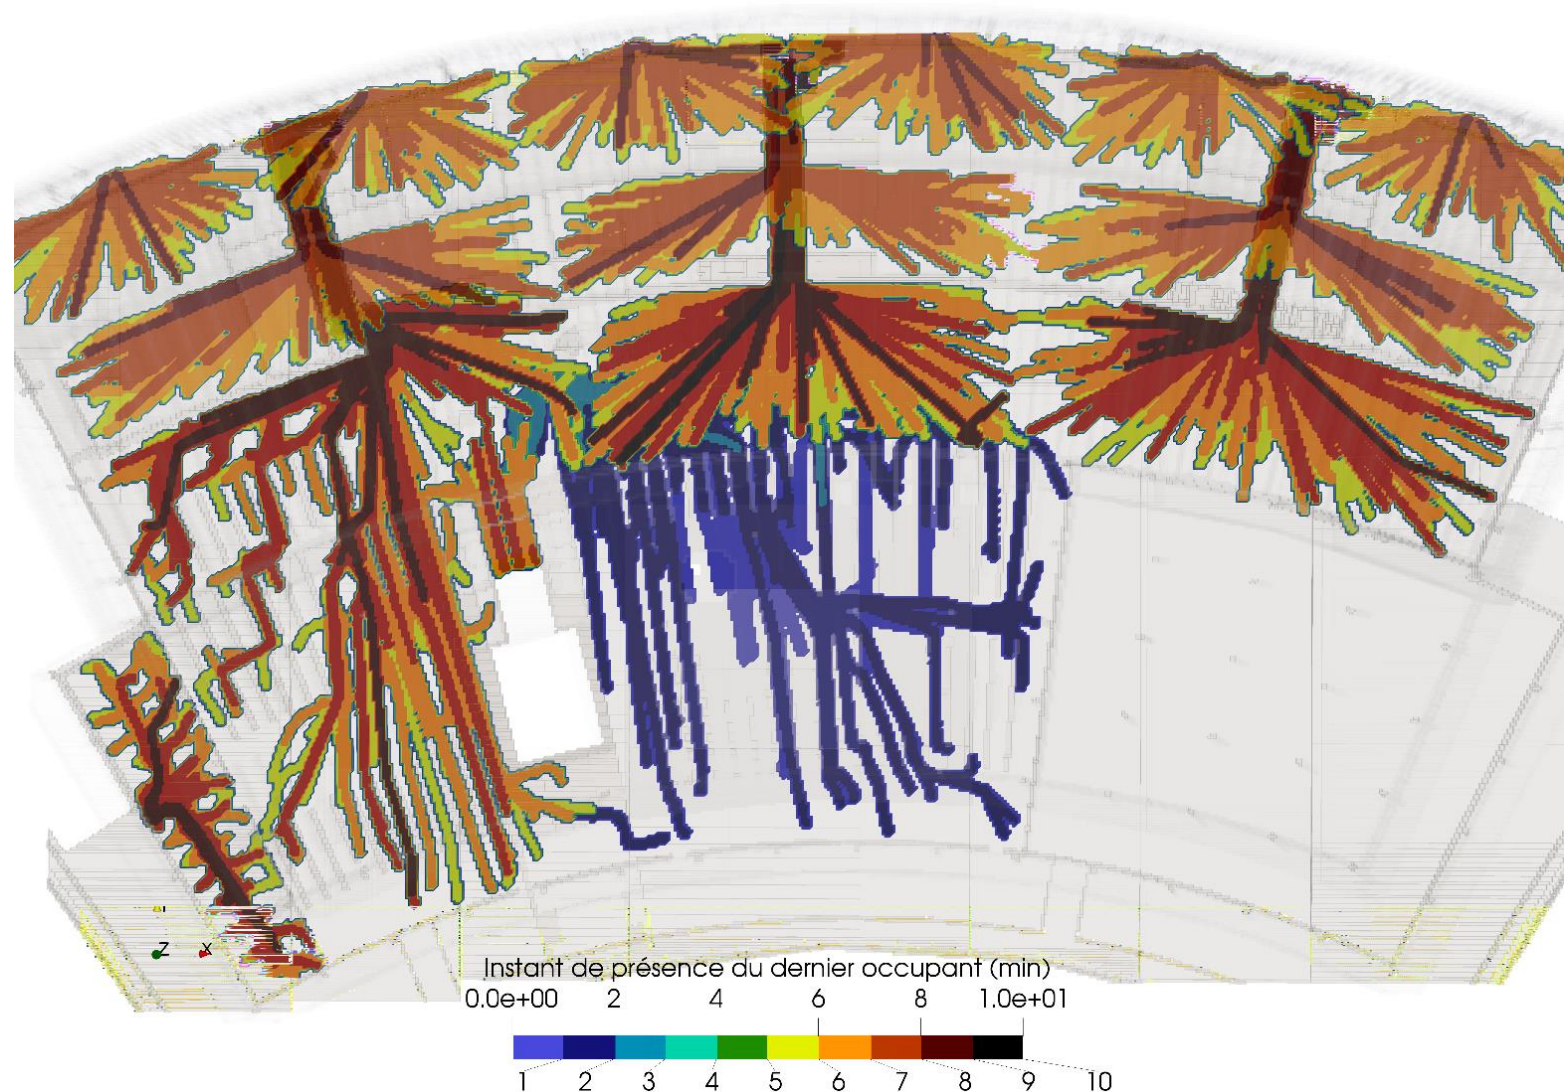 Z X
Instant de présence du dernier occupant (min)
0.0e+00 2 4 6 8 1.0e+01
1 2 3 4 5 6 7 8 9 10